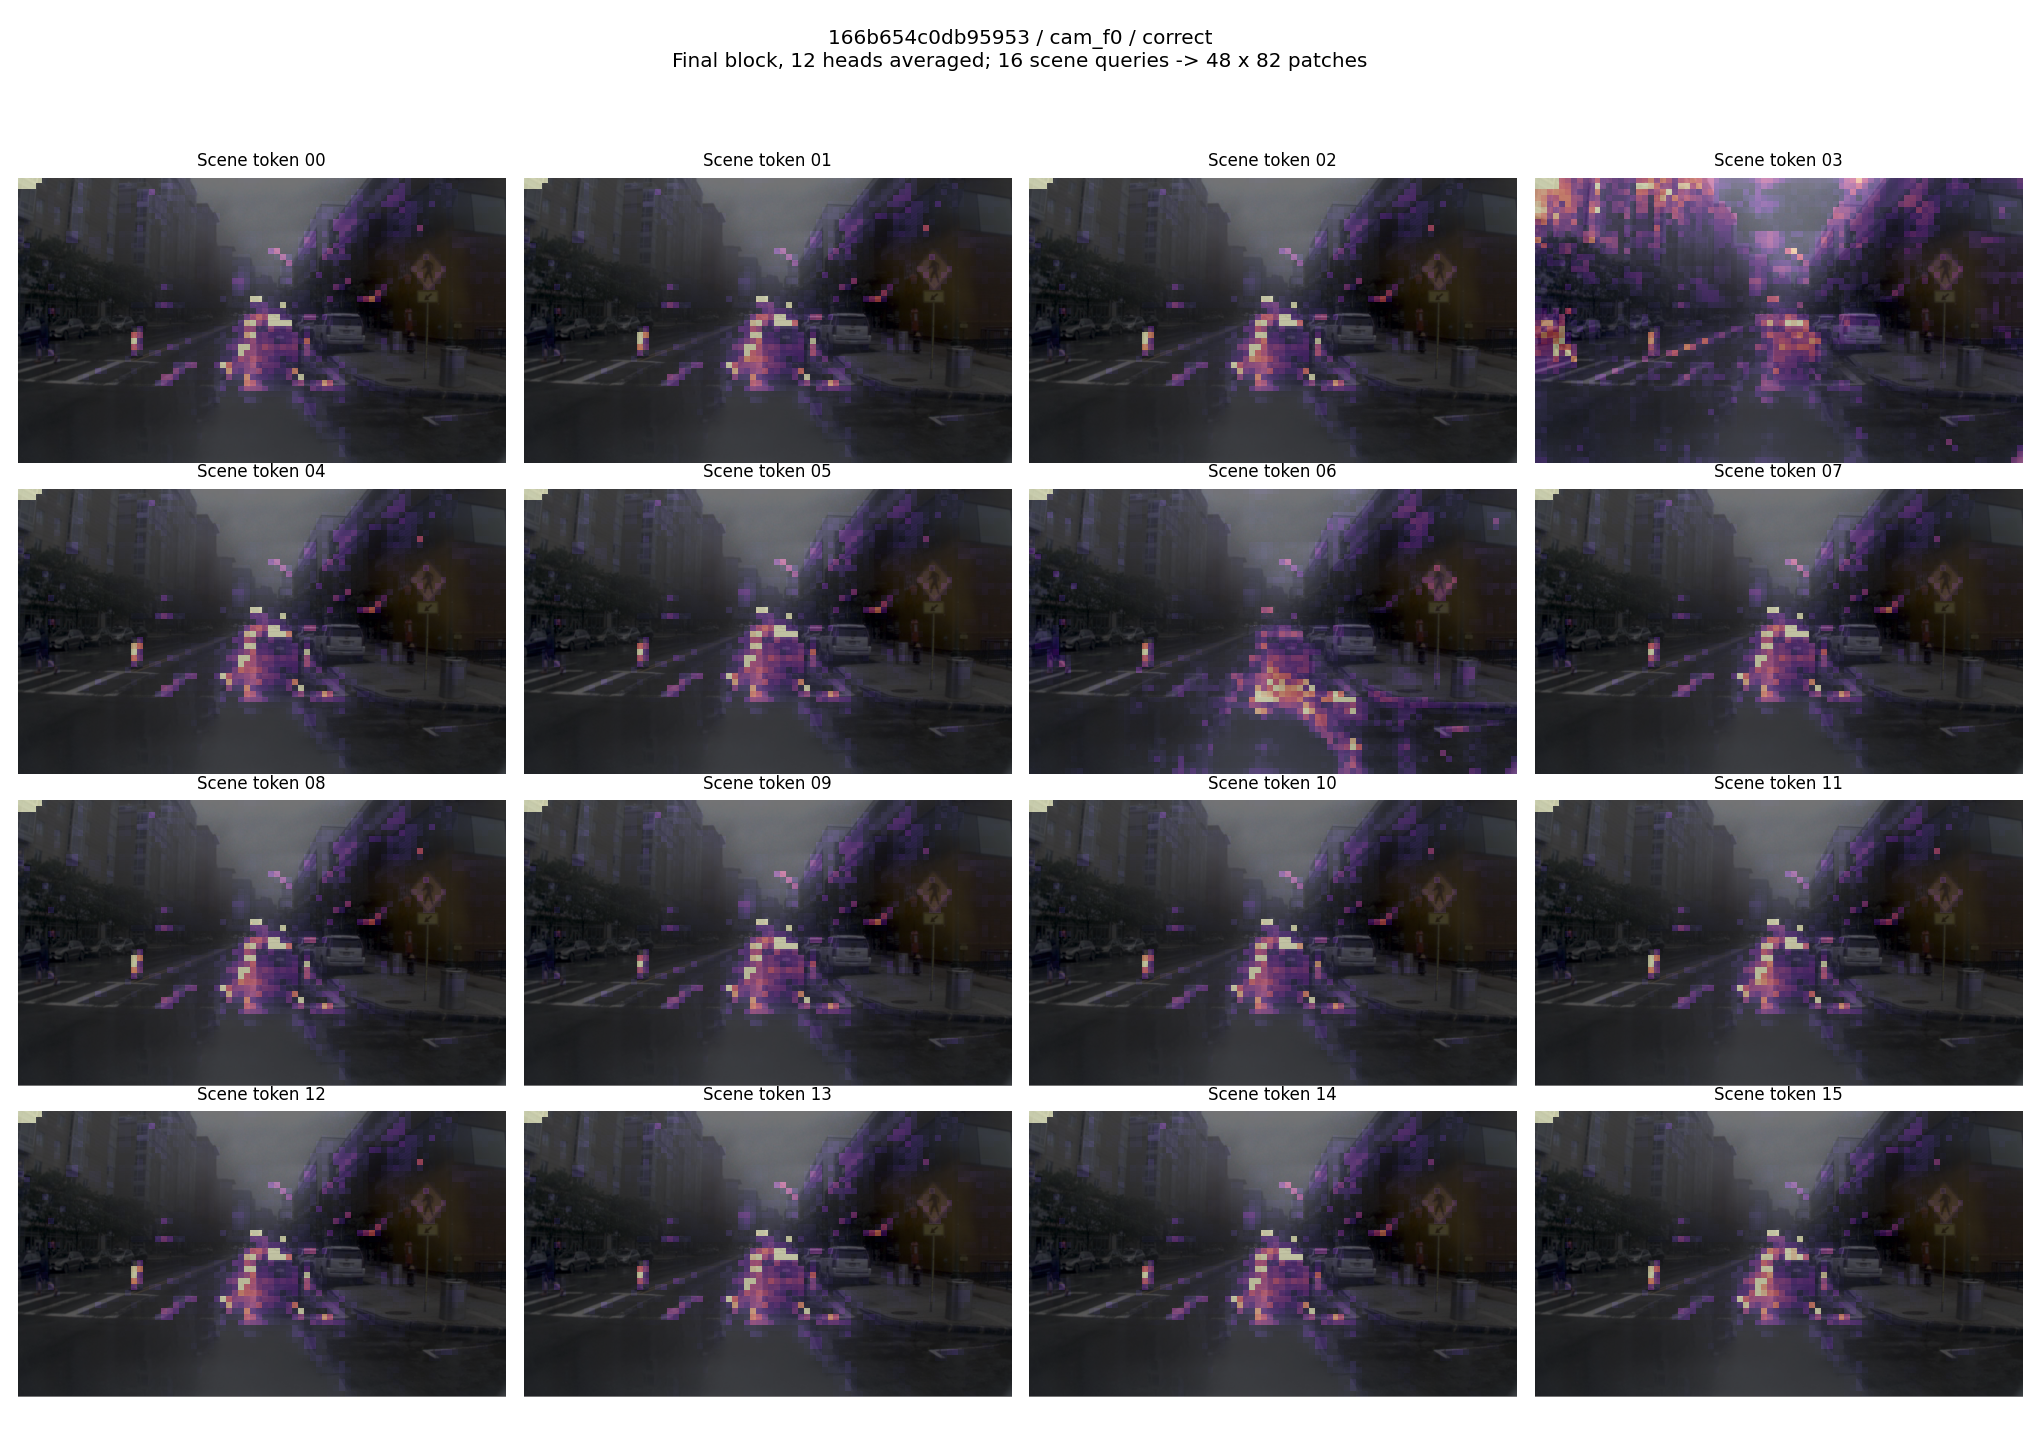 166b654c0db95953 / cam_f0 / correct
Final block, 12 heads averaged; 16 scene queries -> 48 x 82 patches
Scene token 00
Scene token 01
Scene token 02
Scene token 03
Scene token 04
Scene token 05
Scene token 06
Scene token 07
Scene token 08
Scene token 09
Scene token 10
Scene token 11
Scene token 12
Scene token 13
Scene token 14
Scene token 15